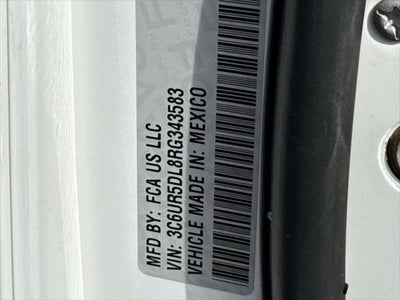 MFD BY: FCA US LLC
VIN: 3C6UR5DL8RG343583
VEHICLE MADE IN: MEXICO